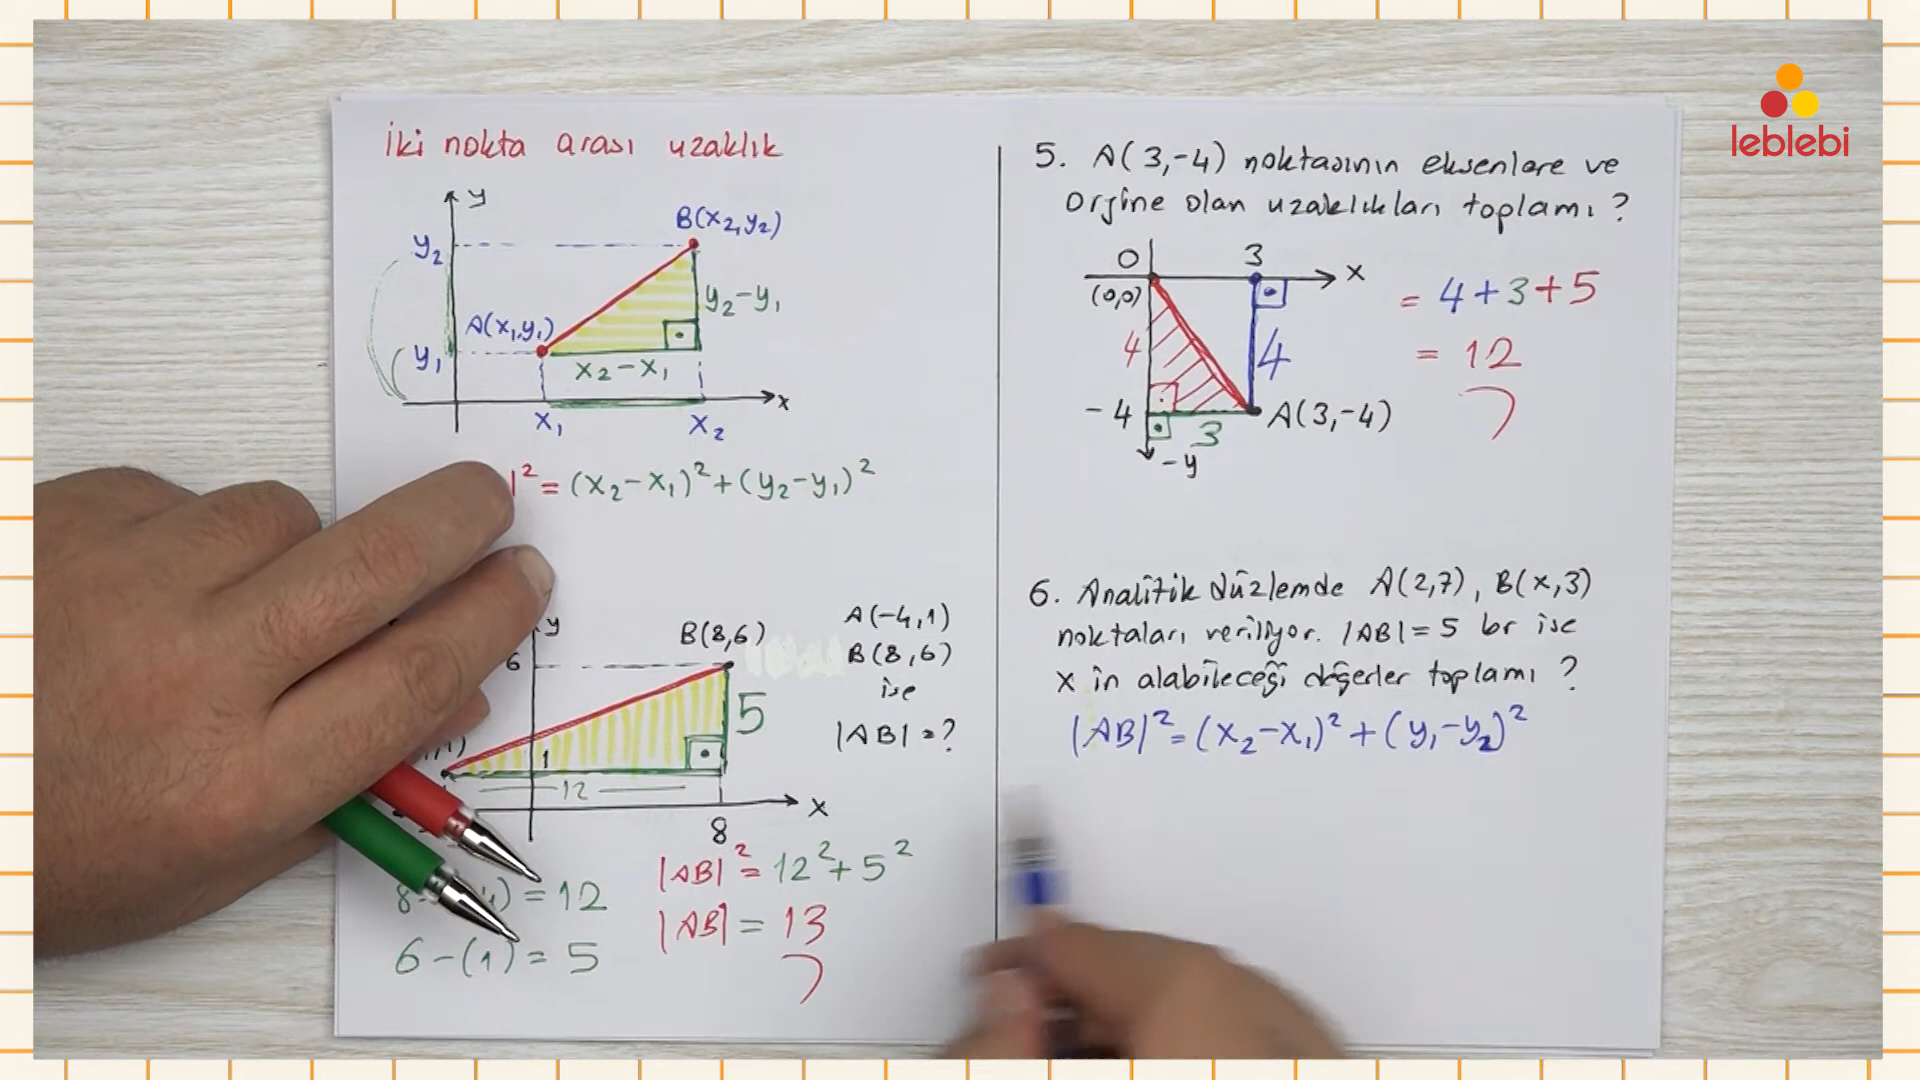 İki nokta arası uzaklık
y
B(x₂,y₂)
y₂
y₂-y₁
A(x₁,y₁)
y₁
x₂-x₁
x
x₁
x₂
|² = (x₂-x₁)² + (y₂-y₁)²
y
B(8,6)
6
A(-4,1)
B(8,6)
ise
|AB| = ?
5
1
12
x
8
|AB|² = 12² + 5²
= 12
|AB| = 13
6-(1) = 5
5. A(3,-4) noktasının eksenlere ve
Orjine olan uzaklıkları toplamı ?
O
3
x
(0,0)
= 4+3+5
4
4
= 12
-4
3
A(3,-4)
-y
6. Analitik düzlemde A(2,7), B(x,3)
noktaları veriliyor. |AB| = 5 br ise
x in alabileceği değerler toplamı ?
|AB|² = (x₂-x₁)² + (y₁-y₂)²
leblebi